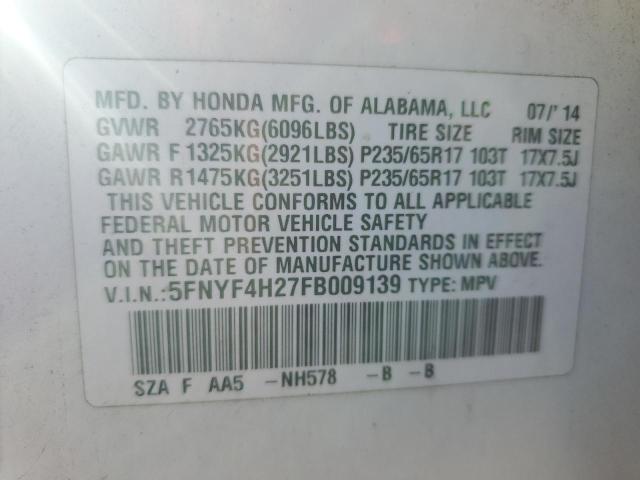 MFD. BY HONDA MFG. OF ALABAMA, LLC 07/'14
GVWR 2765KG(6096LBS) TIRE SIZE RIM SIZE
GAWR F 1325KG(2921LBS) P235/65R17 103T 17X7.5J
GAWR R 1475KG(3251LBS) P235/65R17 103T 17X7.5J
THIS VEHICLE CONFORMS TO ALL APPLICABLE
FEDERAL MOTOR VEHICLE SAFETY
AND THEFT PREVENTION STANDARDS IN EFFECT
ON THE DATE OF MANUFACTURE SHOWN ABOVE.
V.I.N.:5FNYF4H27FB009139 TYPE: MPV
SZA F AA5 -NH578 -B -B